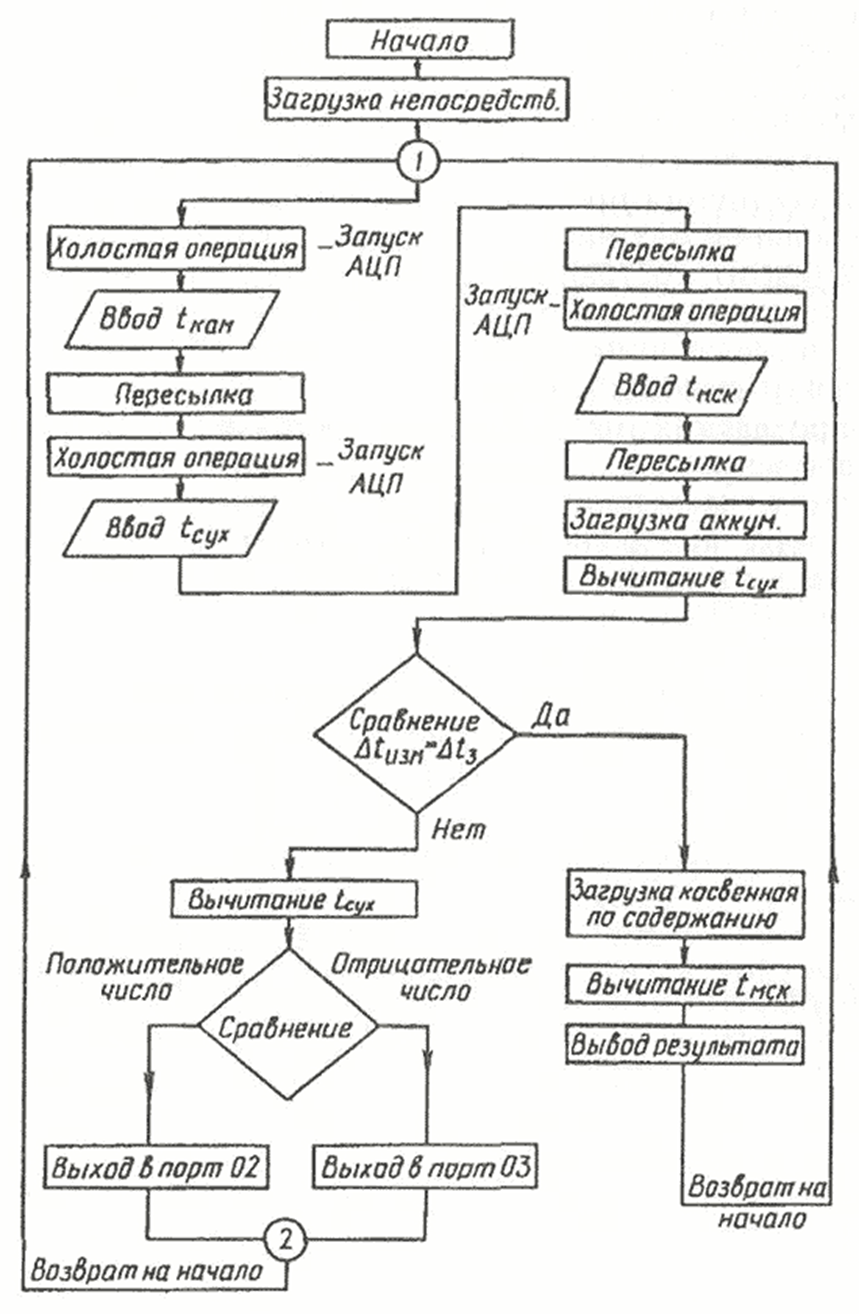 Начало
Загрузка непосредств.
1
Холостая операция
Запуск
АЦП
Ввод tкам
Пересылка
Холостая операция
Запуск
АЦП
Ввод tсух
Пересылка
Запуск
АЦП
Холостая операция
Ввод tмск
Пересылка
Загрузка аккум.
Вычитание tсух
Сравнение
Δtизм=Δtз
Да
Нет
Вычитание tсух
Положительное
число
Отрицательное
число
Сравнение
Выход в порт 02
Выход в порт 03
2
Возврат на начало
Загрузка косвенная
по содержанию
Вычитание tмск
Вывод результата
Возврат на
начало